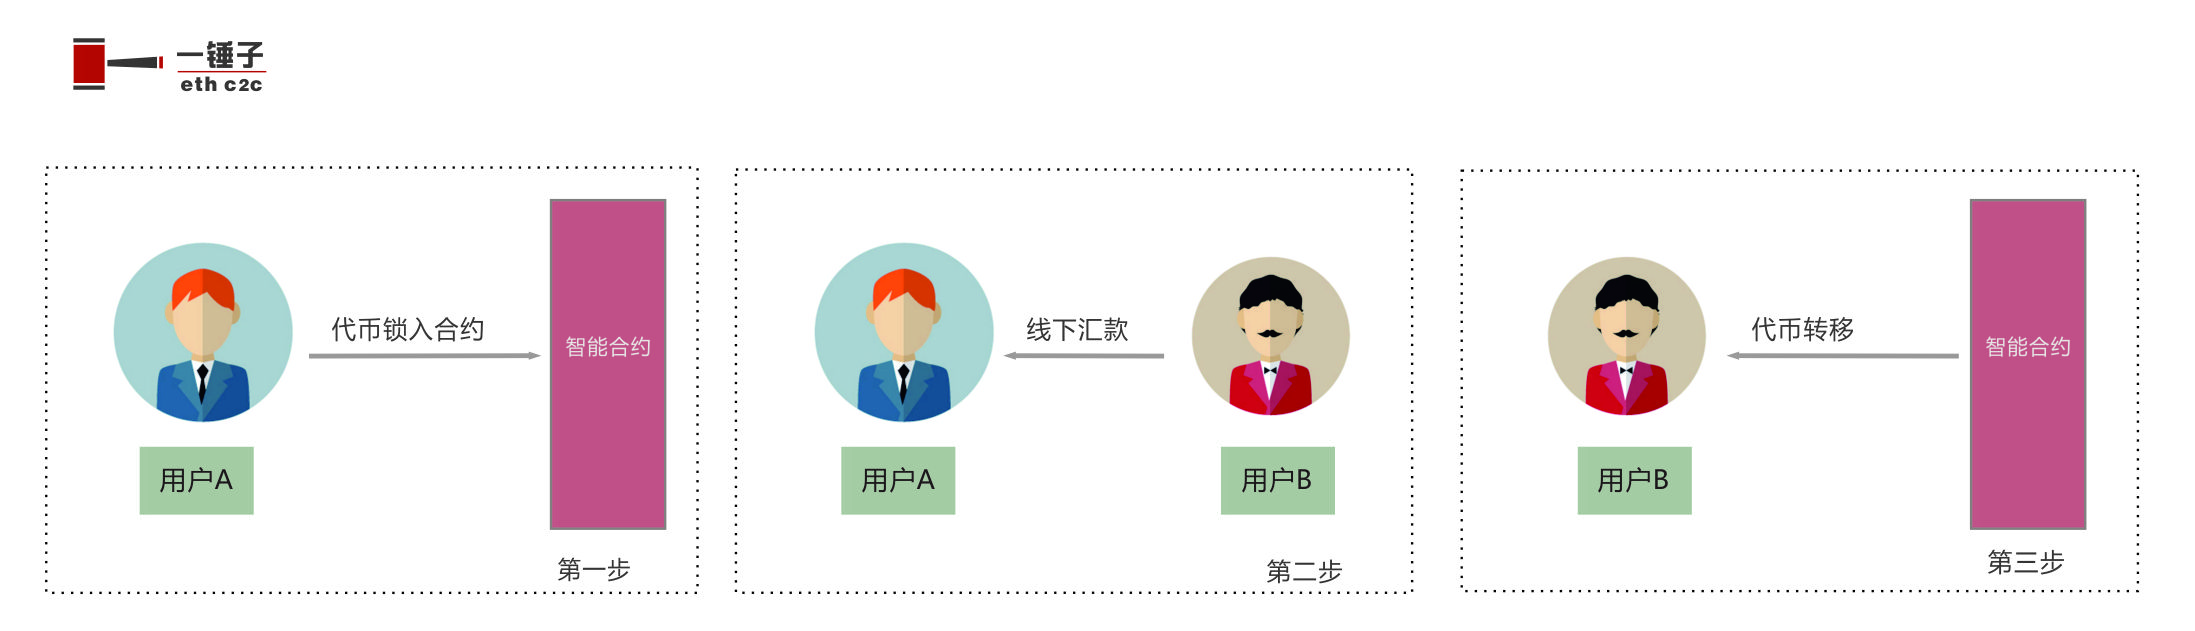 一锤子
eth c2c
代币锁入合约
智能合约
用户A
第一步
线下汇款
用户A
用户B
第二步
代币转移
智能合约
用户B
第三步